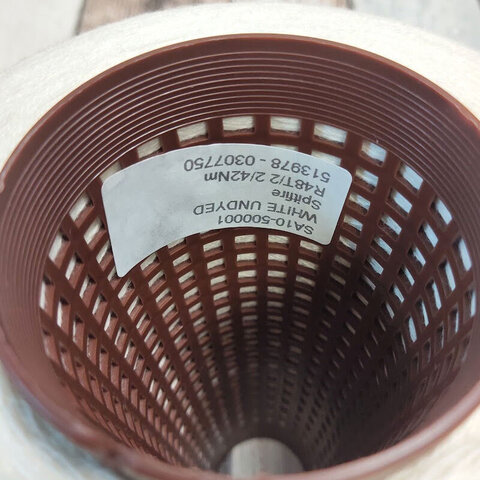 SA10-500001
WHITE UNDYED
Spitfire
R48T/2 2/42Nm
513978 - 0307750